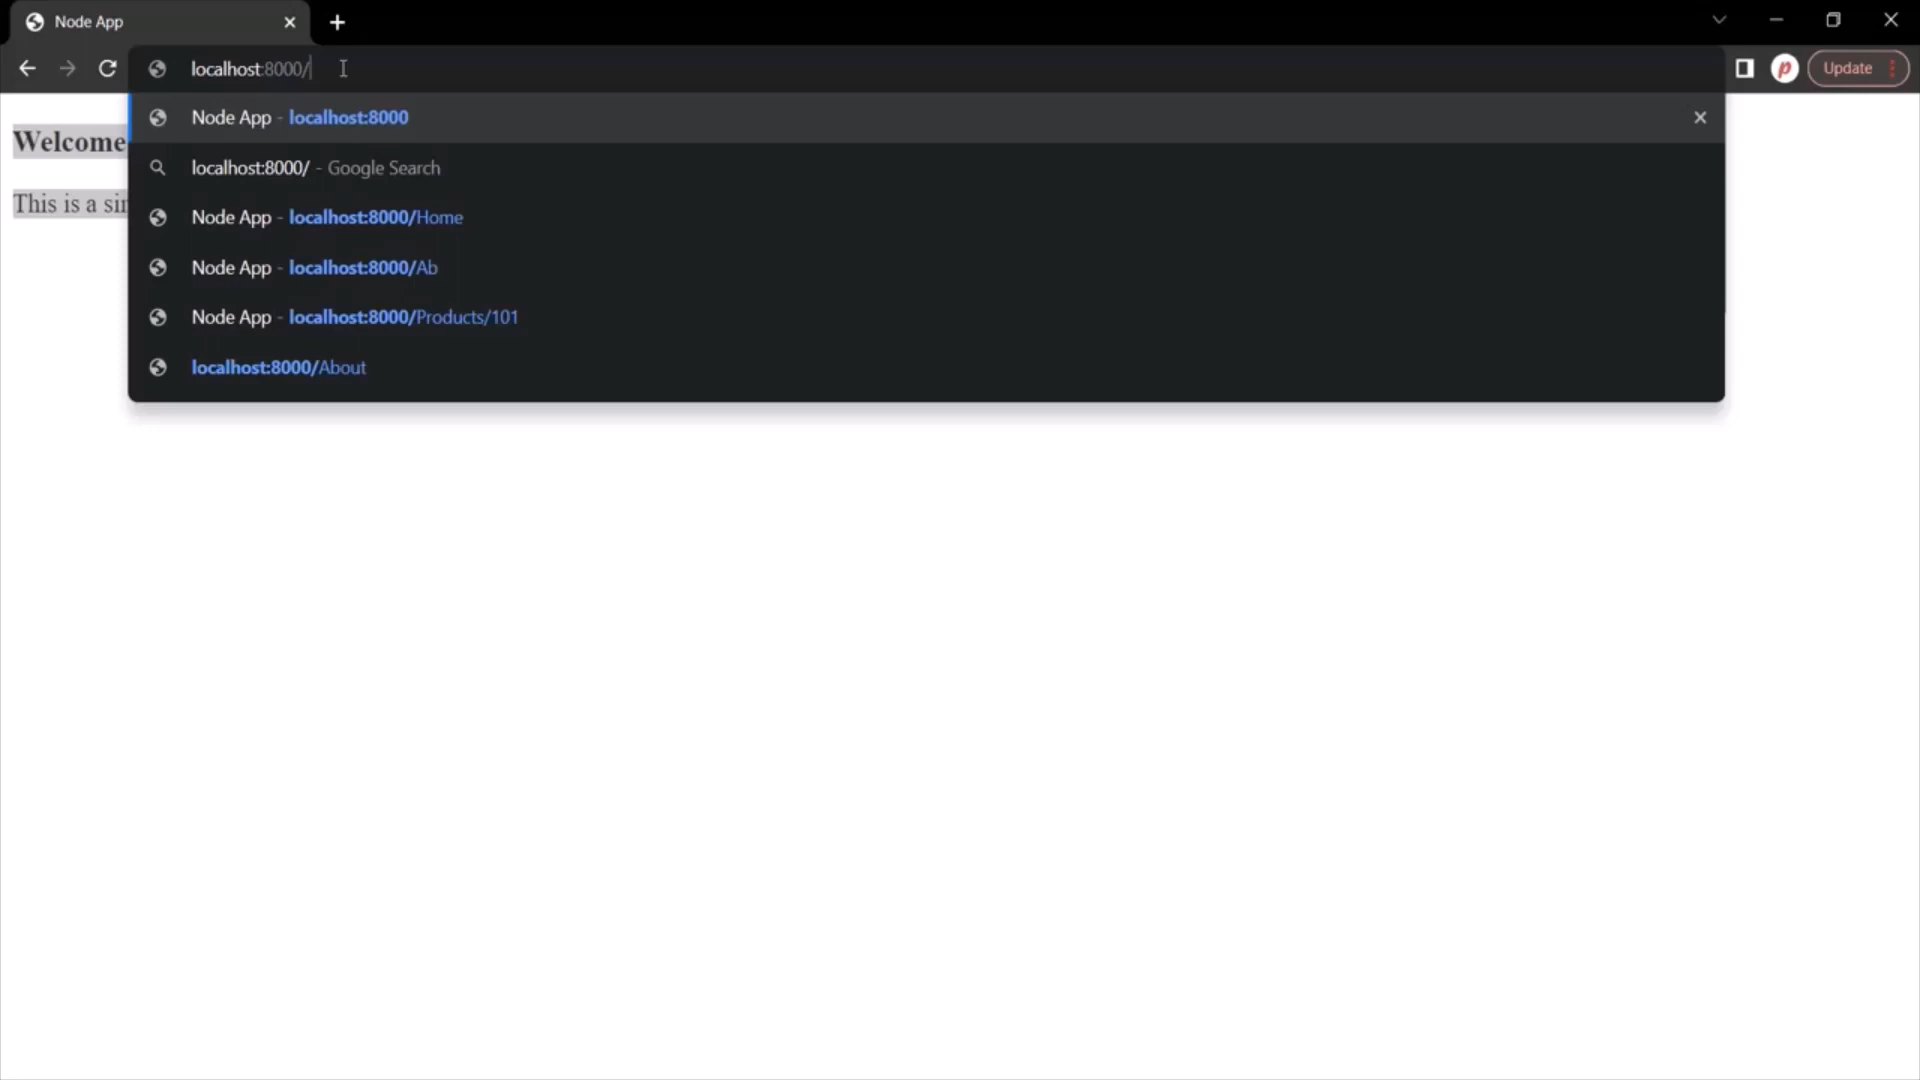 Node App
localhost:8000/
Update
Node App - localhost:8000
localhost:8000/ - Google Search
Node App - localhost:8000/Home
Node App - localhost:8000/Ab
Node App - localhost:8000/Products/101
localhost:8000/About
Welcome
This is a